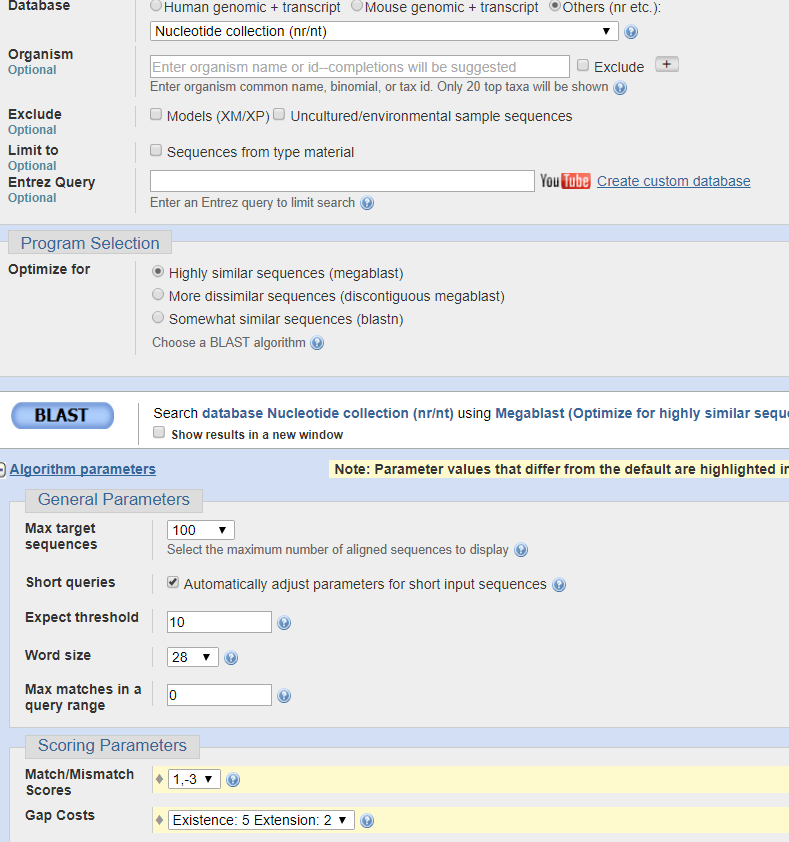 Database Human genomic + transcript Mouse genomic + transcript Others (nr etc.):
Nucleotide collection (nr/nt)
Organism
Optional
Enter organism name or id--completions will be suggested Exclude +
Enter organism common name, binomial, or tax id. Only 20 top taxa will be shown ?
Exclude
Optional
Models (XM/XP) Uncultured/environmental sample sequences
Limit to
Optional
Sequences from type material
Entrez Query
Optional
YouTube Create custom database
Enter an Entrez query to limit search ?
Program Selection
Optimize for
Highly similar sequences (megablast)
More dissimilar sequences (discontiguous megablast)
Somewhat similar sequences (blastn)
Choose a BLAST algorithm ?
BLAST
Search database Nucleotide collection (nr/nt) using Megablast (Optimize for highly similar seque
Show results in a new window
Algorithm parameters
Note: Parameter values that differ from the default are highlighted in
General Parameters
Max target sequences
100
Select the maximum number of aligned sequences to display ?
Short queries
Automatically adjust parameters for short input sequences ?
Expect threshold
10 ?
Word size
28 ?
Max matches in a query range
0 ?
Scoring Parameters
Match/Mismatch Scores
1,-3 ?
Gap Costs
Existence: 5 Extension: 2 ?